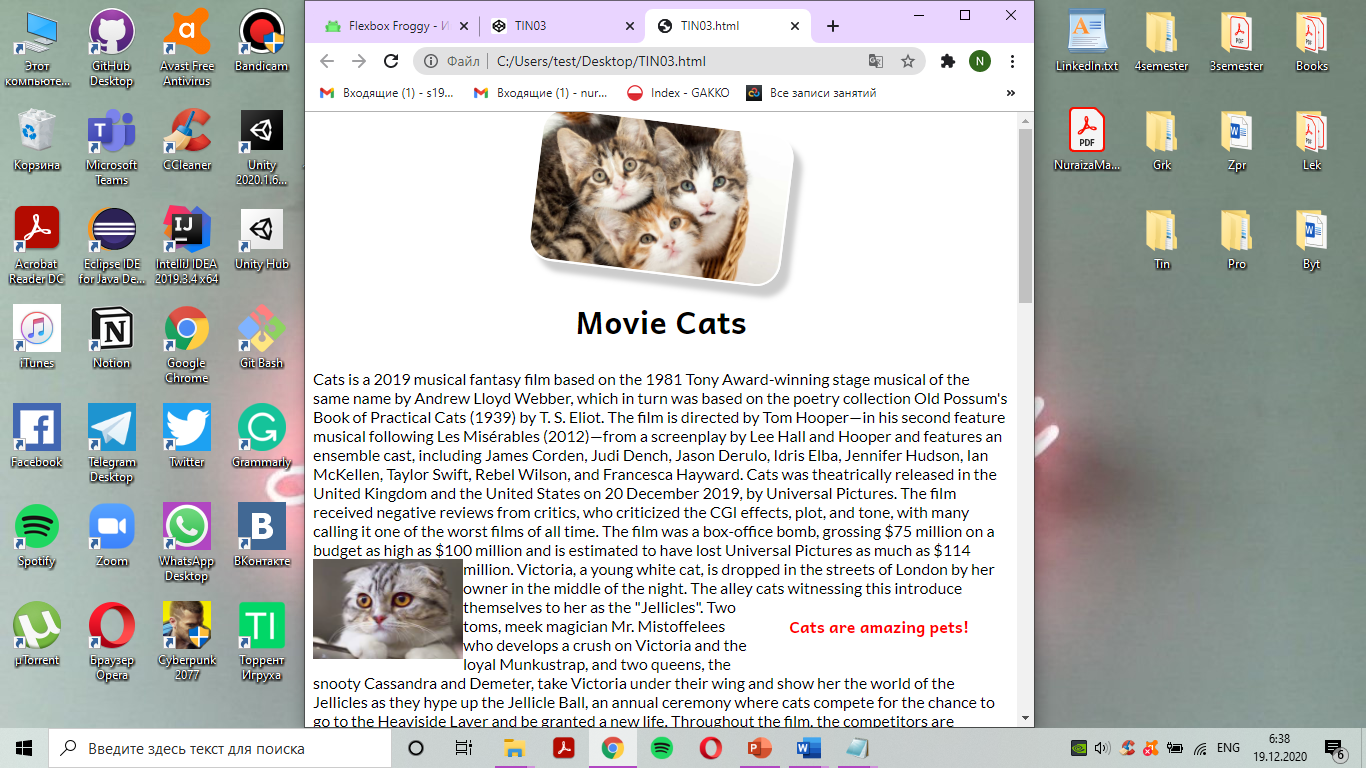 Flexbox Froggy - И
TIN03
TIN03.html
Файл
C:/Users/test/Desktop/TIN03.html
N
Входящие (1) - s19...
Входящие (1) - nur...
Index - GAKKO
Все записи занятий
»
Movie Cats
Cats is a 2019 musical fantasy film based on the 1981 Tony Award-winning stage musical of the
same name by Andrew Lloyd Webber, which in turn was based on the poetry collection Old Possum's
Book of Practical Cats (1939) by T. S. Eliot. The film is directed by Tom Hooper—in his second feature
musical following Les Misérables (2012)—from a screenplay by Lee Hall and Hooper and features an
ensemble cast, including James Corden, Judi Dench, Jason Derulo, Idris Elba, Jennifer Hudson, Ian
McKellen, Taylor Swift, Rebel Wilson, and Francesca Hayward. Cats was theatrically released in the
United Kingdom and the United States on 20 December 2019, by Universal Pictures. The film
received negative reviews from critics, who criticized the CGI effects, plot, and tone, with many
calling it one of the worst films of all time. The film was a box-office bomb, grossing $75 million on a
budget as high as $100 million and is estimated to have lost Universal Pictures as much as $114
million. Victoria, a young white cat, is dropped in the streets of London by her
owner in the middle of the night. The alley cats witnessing this introduce
themselves to her as the "Jellicles". Two
toms, meek magician Mr. Mistoffelees
who develops a crush on Victoria and the
loyal Munkustrap, and two queens, the
Cats are amazing pets!
snooty Cassandra and Demeter, take Victoria under their wing and show her the world of the
Jellicles as they hype up the Jellicle Ball, an annual ceremony where cats compete for the chance to
go to the Heaviside Layer and be granted a new life. Throughout the film, the competitors are
Этот
компьюте...
GitHub
Desktop
Avast Free
Antivirus
Bandicam
Корзина
Microsoft
Teams
CCleaner
Unity
2020.1.6...
Acrobat
Reader DC
Eclipse IDE
for Java De...
IntelliJ IDEA
2019.3.4 x64
Unity Hub
iTunes
Notion
Google
Chrome
Git Bash
Facebook
Telegram
Desktop
Twitter
Grammarly
Spotify
Zoom
WhatsApp
Desktop
ВКонтакте
µTorrent
Браузер
Opera
Cyberpunk
2077
Торрент
Игруха
LinkedIn.txt
4semester
3semester
Books
PDF
NuraizaMa...
Grk
Zpr
Lek
Tin
Pro
Byt
Введите здесь текст для поиска
ENG
6:38
19.12.2020
6